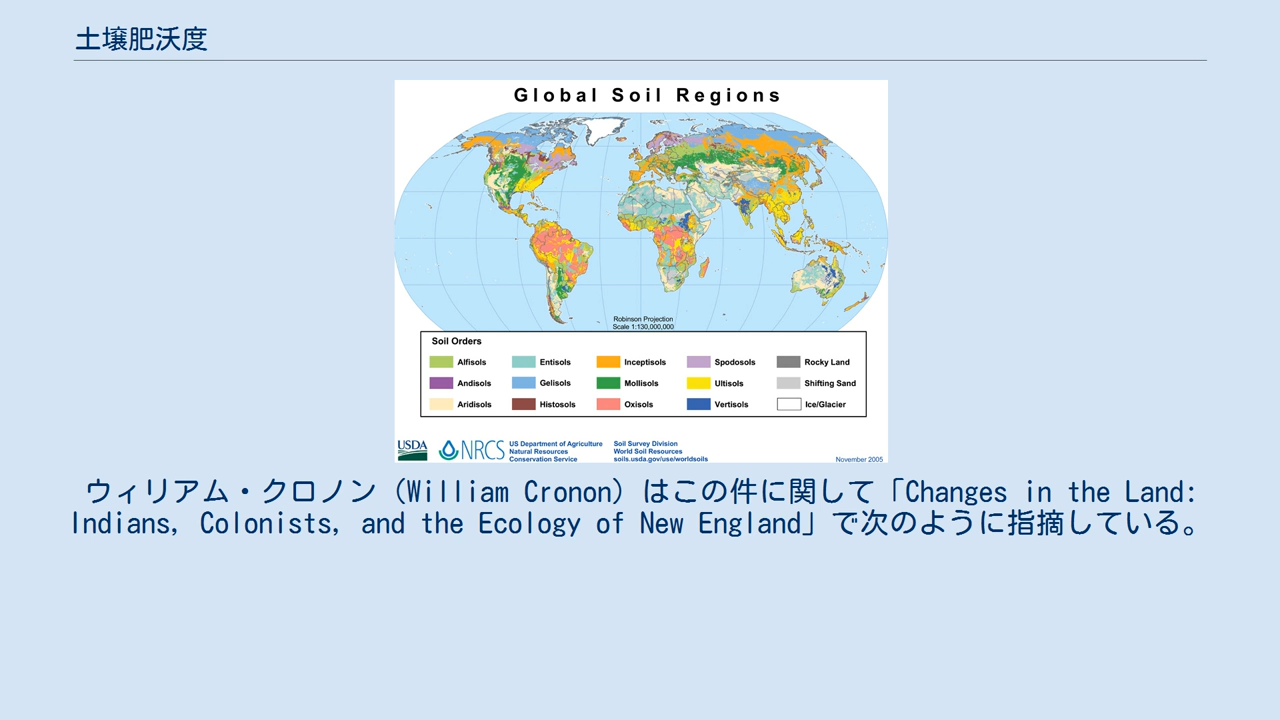 土壌肥沃度
Global Soil Regions
Robinson Projection
Scale 1:130,000,000
Soil Orders
Alfisols Entisols Inceptisols Spodosols Rocky Land
Andisols Gelisols Mollisols Ultisols Shifting Sand
Aridisols Histosols Oxisols Vertisols Ice/Glacier
USDA NRCS
US Department of Agriculture
Natural Resources
Conservation Service
Soil Survey Division
World Soil Resources
soils.usda.gov/use/worldsoils
November 2005
ウィリアム・クロノン（William Cronon）はこの件に関して「Changes in the Land:
Indians, Colonists, and the Ecology of New England」で次のように指摘している。